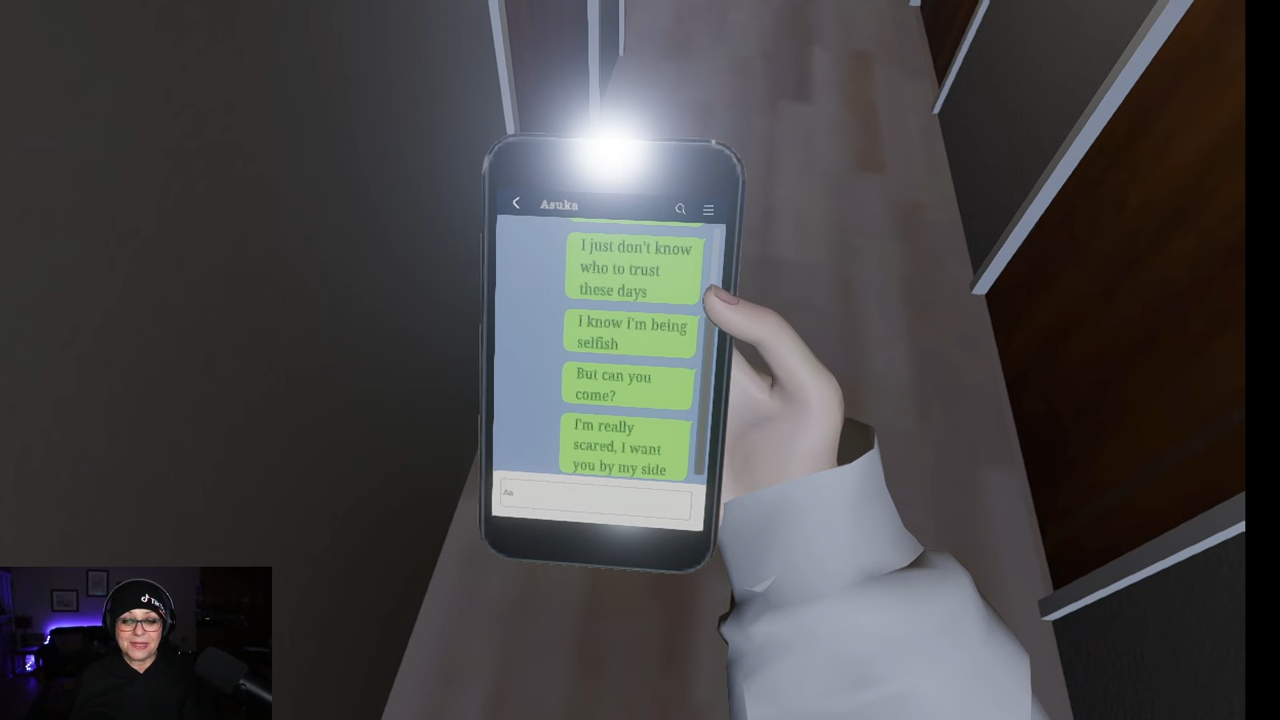 Asuka
I just don't know
who to trust
these days
I know I'm being
selfish
But can you
come?
I'm really
scared, I want
you by my side
Aa